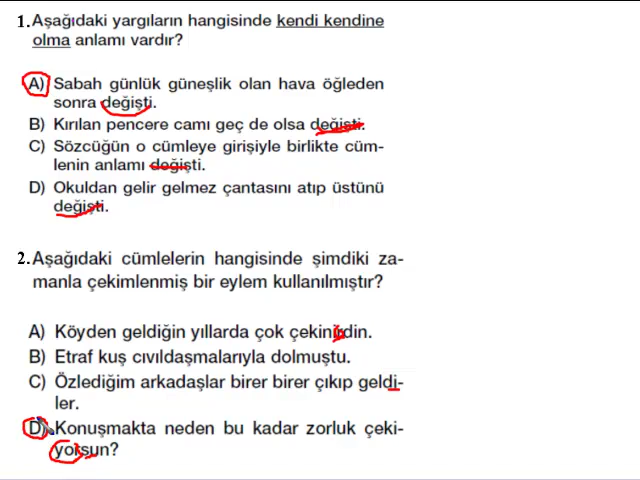 1. Aşağıdaki yargıların hangisinde kendi kendine
olma anlamı vardır?
A) Sabah günlük güneşlik olan hava öğleden
sonra değişti.
B) Kırılan pencere camı geç de olsa değişti.
C) Sözcüğün o cümleye girişiyle birlikte cüm-
lenin anlamı değişti.
D) Okuldan gelir gelmez çantasını atıp üstünü
değişti.
2. Aşağıdaki cümlelerin hangisinde şimdiki za-
manla çekimlenmiş bir eylem kullanılmıştır?
A) Köyden geldiğin yıllarda çok çekinirdin.
B) Etraf kuş cıvıldaşmalarıyla dolmuştu.
C) Özlediğim arkadaşlar birer birer çıkıp geldi-
ler.
D) Konuşmakta neden bu kadar zorluk çeki-
yorsun?